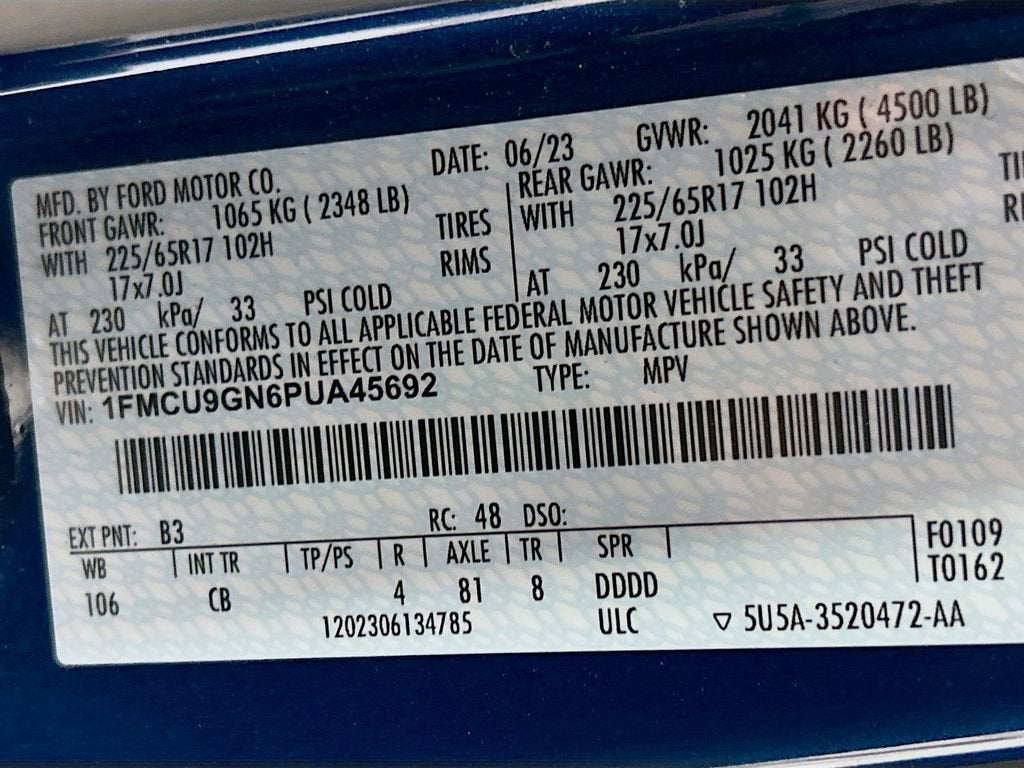 MFD. BY FORD MOTOR CO. DATE: 06/23 GVWR: 2041 KG ( 4500 LB)
FRONT GAWR: 1065 KG ( 2348 LB) REAR GAWR: 1025 KG ( 2260 LB)
WITH 225/65R17 102H TIRES WITH 225/65R17 102H
17x7.0J RIMS 17x7.0J
AT 230 kPa/ 33 PSI COLD AT 230 kPa/ 33 PSI COLD
THIS VEHICLE CONFORMS TO ALL APPLICABLE FEDERAL MOTOR VEHICLE SAFETY AND THEFT
PREVENTION STANDARDS IN EFFECT ON THE DATE OF MANUFACTURE SHOWN ABOVE.
VIN: 1FMCU9GN6PUA45692 TYPE: MPV
EXT PNT: B3 RC: 48 DSO:
WB INT TR TP/PS R AXLE TR SPR F0109
106 CB 4 81 8 DDDD T0162
1202306134785 ULC ▽ 5U5A-3520472-AA